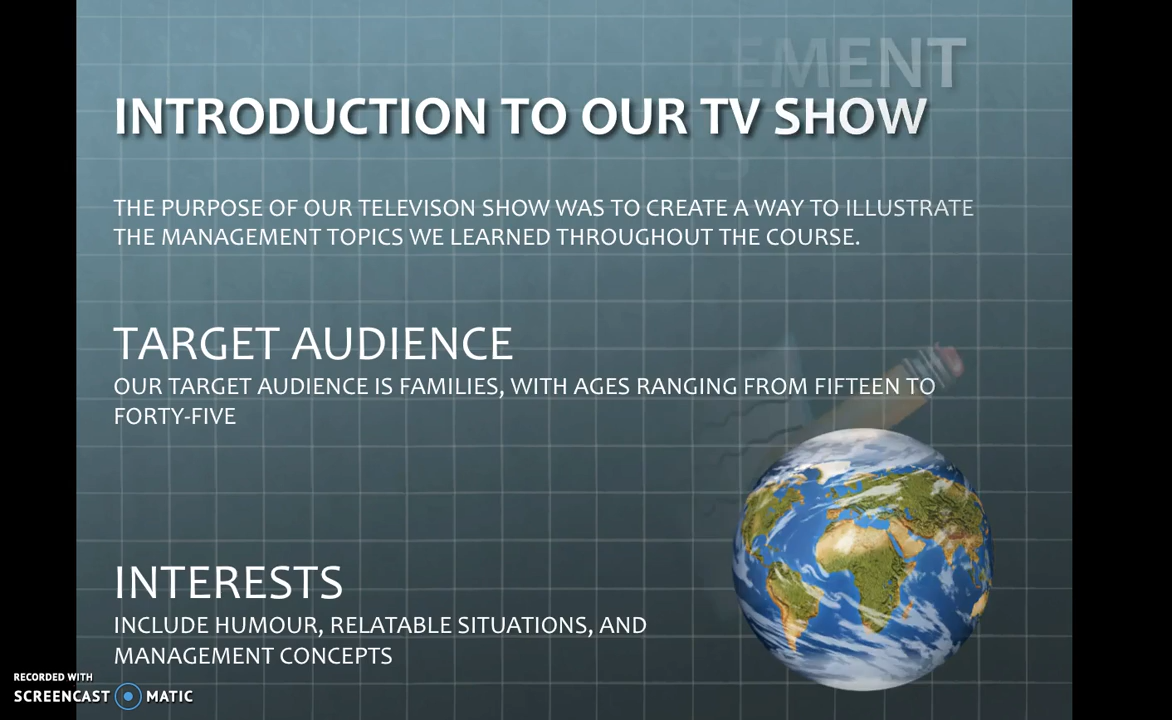 EMENT
INTRODUCTION TO OUR TV SHOW
THE PURPOSE OF OUR TELEVISON SHOW WAS TO CREATE A WAY TO ILLUSTRATE
THE MANAGEMENT TOPICS WE LEARNED THROUGHOUT THE COURSE.
TARGET AUDIENCE
OUR TARGET AUDIENCE IS FAMILIES, WITH AGES RANGING FROM FIFTEEN TO
FORTY-FIVE
INTERESTS
INCLUDE HUMOUR, RELATABLE SITUATIONS, AND
MANAGEMENT CONCEPTS
RECORDED WITH
SCREENCAST MATIC